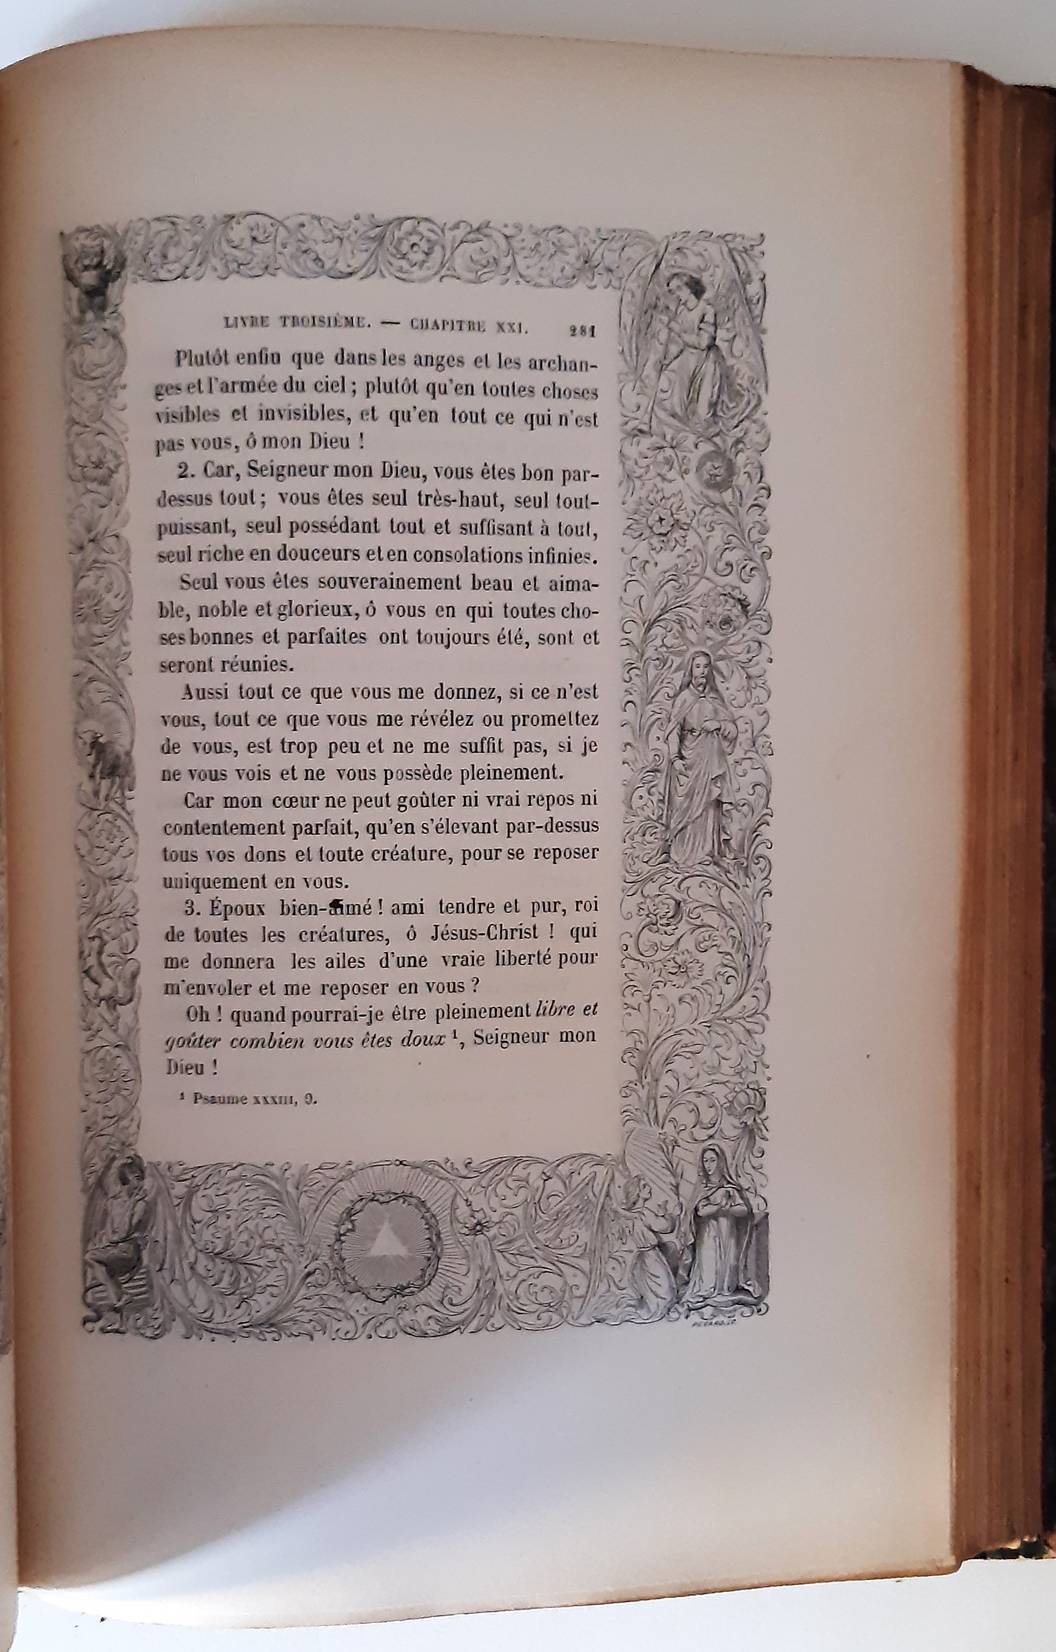 LIVRE TROISIÈME. — CHAPITRE XXI. 281
Plutôt enfin que dans les anges et les archan-
ges et l'armée du ciel ; plutôt qu'en toutes choses
visibles et invisibles, et qu'en tout ce qui n'est
pas vous, ô mon Dieu !
2. Car, Seigneur mon Dieu, vous êtes bon par-
dessus tout ; vous êtes seul très-haut, seul tout-
puissant, seul possédant tout et suffisant à tout,
seul riche en douceurs et en consolations infinies.
Seul vous êtes souverainement beau et aima-
ble, noble et glorieux, ô vous en qui toutes cho-
ses bonnes et parfaites ont toujours été, sont et
seront réunies.
Aussi tout ce que vous me donnez, si ce n'est
vous, tout ce que vous me révélez ou promettez
de vous, est trop peu et ne me suffit pas, si je
ne vous vois et ne vous possède pleinement.
Car mon cœur ne peut goûter ni vrai repos ni
contentement parfait, qu'en s'élevant par-dessus
tous vos dons et toute créature, pour se reposer
uniquement en vous.
3. Époux bien-aimé ! ami tendre et pur, roi
de toutes les créatures, ô Jésus-Christ ! qui
me donnera les ailes d'une vraie liberté pour
m'envoler et me reposer en vous ?
Oh ! quand pourrai-je être pleinement libre et
goûter combien vous êtes doux ¹, Seigneur mon
Dieu !
¹ Psaume XXXIII, 9.